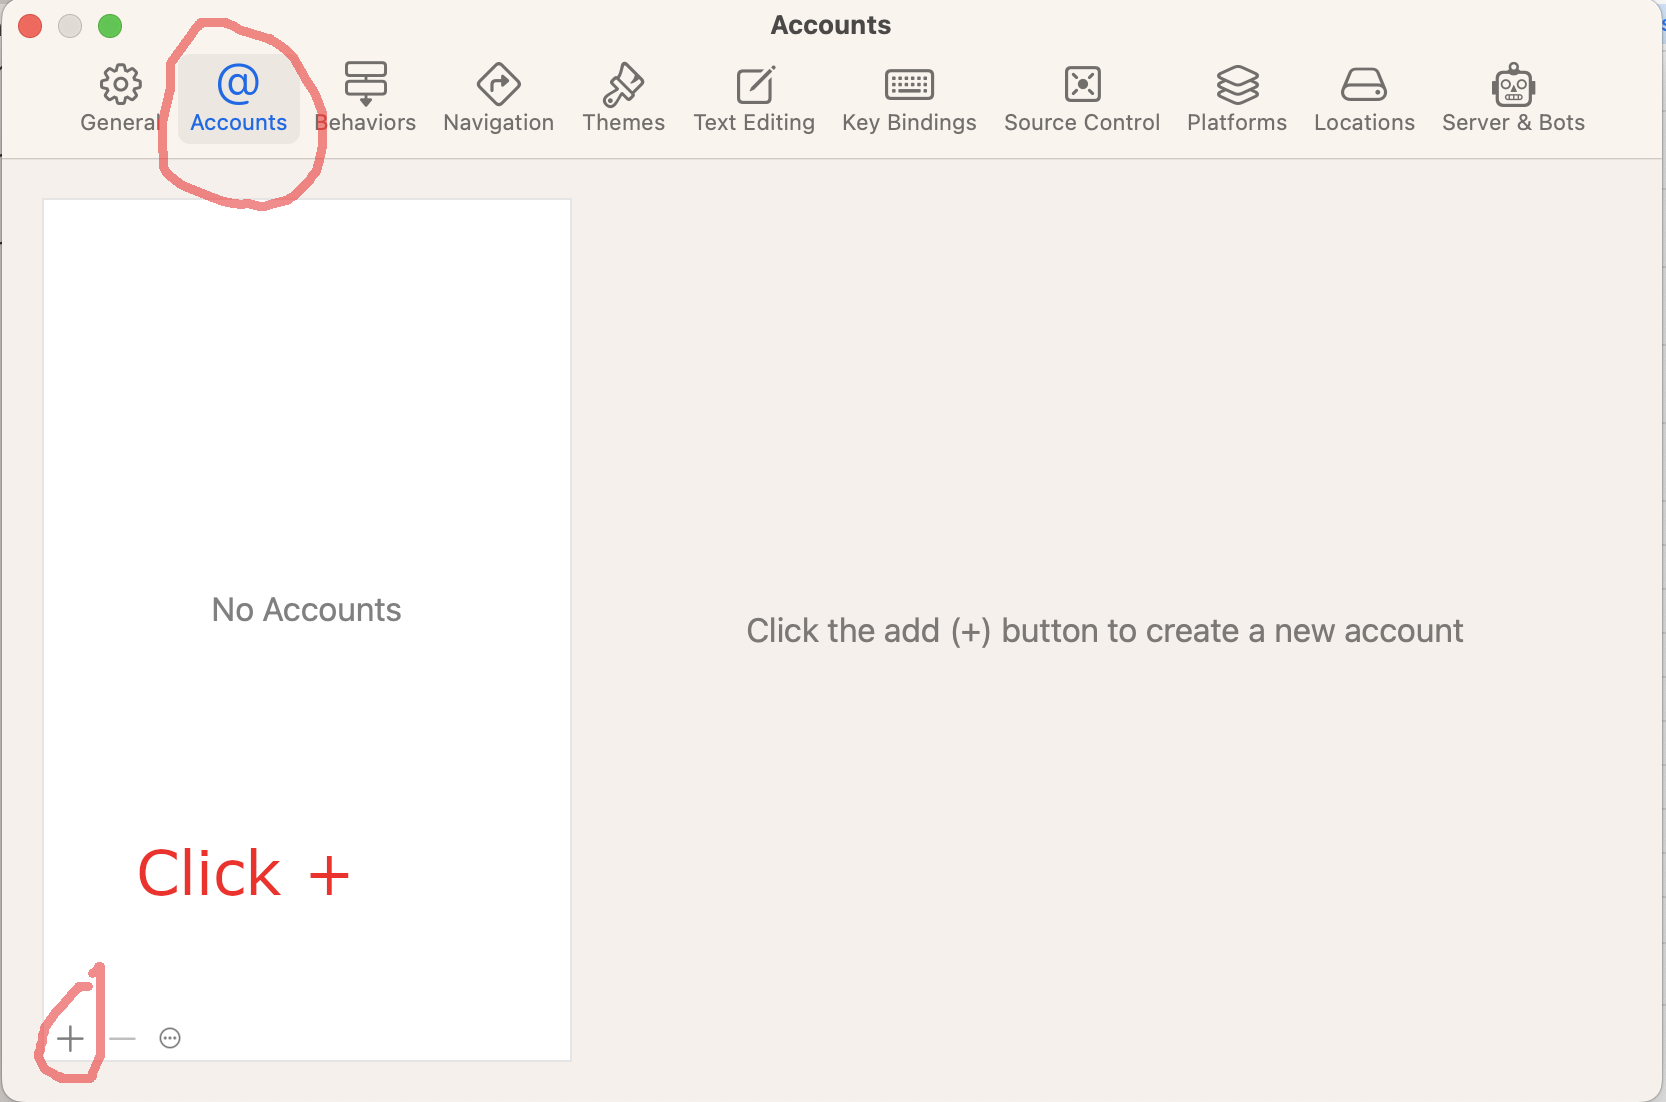 Accounts
General
Accounts
Behaviors
Navigation
Themes
Text Editing
Key Bindings
Source Control
Platforms
Locations
Server & Bots
No Accounts
Click the add (+) button to create a new account
Click +